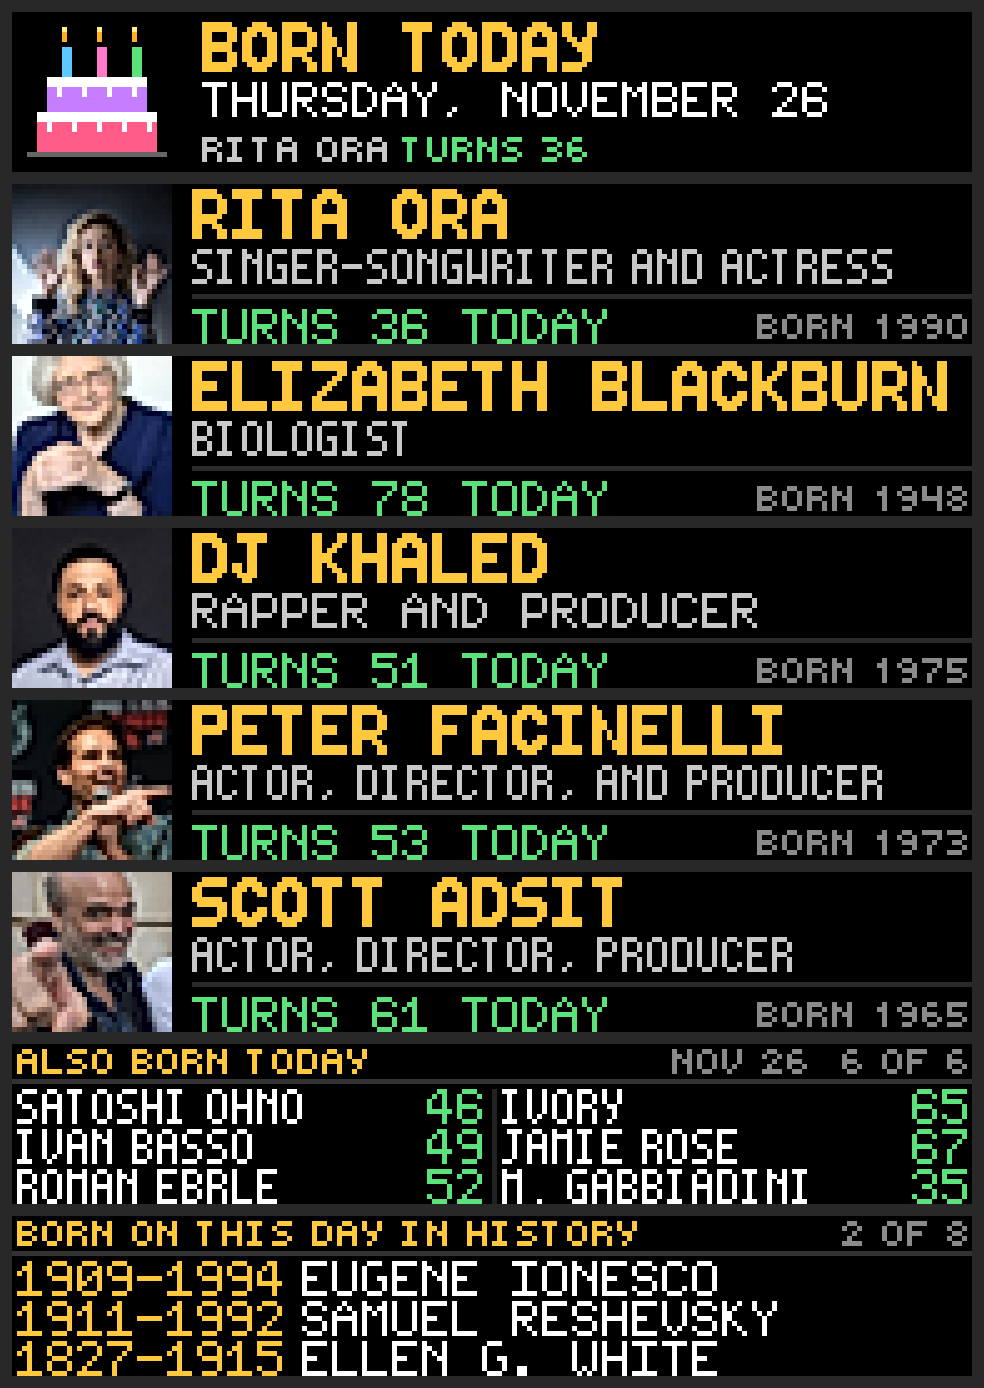 BORN TODAY
THURSDAY, NOVEMBER 26
RITA ORA TURNS 36
RITA ORA
SINGER-SONGWRITER AND ACTRESS
TURNS 36 TODAY BORN 1990
ELIZABETH BLACKBURN
BIOLOGIST
TURNS 78 TODAY BORN 1948
DJ KHALED
RAPPER AND PRODUCER
TURNS 51 TODAY BORN 1975
PETER FACINELLI
ACTOR, DIRECTOR, AND PRODUCER
TURNS 53 TODAY BORN 1973
SCOTT ADSIT
ACTOR, DIRECTOR, PRODUCER
TURNS 61 TODAY BORN 1965
ALSO BORN TODAY NOV 26 6 OF 6
SATOSHI OHNO 46 IVORY 65
IVAN BASSO 49 JAMIE ROSE 67
ROMAN EBRLE 52 M. GABBIADINI 35
BORN ON THIS DAY IN HISTORY 2 OF 8
1909-1994 EUGENE IONESCO
1911-1992 SAMUEL RESHEVSKY
1827-1915 ELLEN G. WHITE